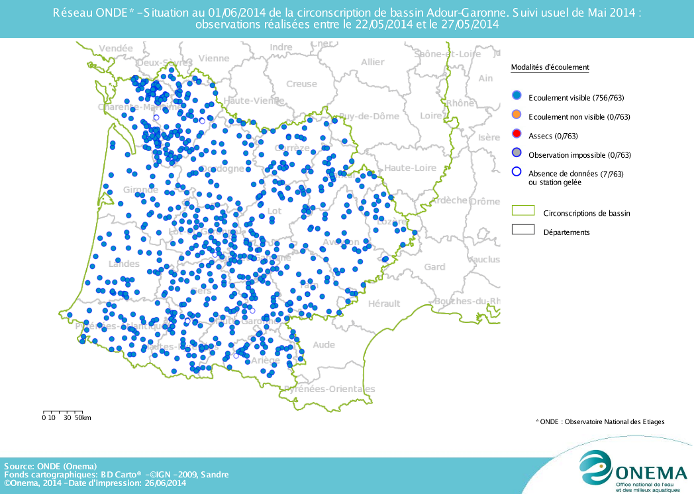 Réseau ONDE* -Situation au 01/06/2014 de la circonscription de bassin Adour-Garonne. Suivi usuel de Mai 2014 :
observations réalisées entre le 22/05/2014 et le 27/05/2014
Vendée
Deux-Sèvres
Vienne
Indre
Cher
Allier
Saône-et-Loire
Ain
Creuse
Charente-Maritime
Haute-Vienne
Puy-de-Dôme
Loire
Rhône
Isère
Corrèze
Dordogne
Haute-Loire
Gironde
Lot
Lozère
Ardèche
Drôme
Aveyron
Landes
Gers
Gard
Vaucluse
Hérault
Bouches-du-Rh
Pyrénées-Atlantiques
Aude
Ariège
Pyrénées-Orientales
Modalités d'écoulement
Ecoulement visible (756/763)
Ecoulement non visible (0/763)
Assecs (0/763)
Observation impossible (0/763)
Absence de données (7/763)
ou station gelée
Circonscriptions de bassin
Départements
0 10 30 50km
* ONDE : Observatoire National des Etiages
Source: ONDE (Onema)
Fonds cartographiques: BD Carto® -©IGN -2009, Sandre
©Onema, 2014 -Date d'impression: 26/06/2014
ONEMA
Office national de l'eau
et des milieux aquatiques